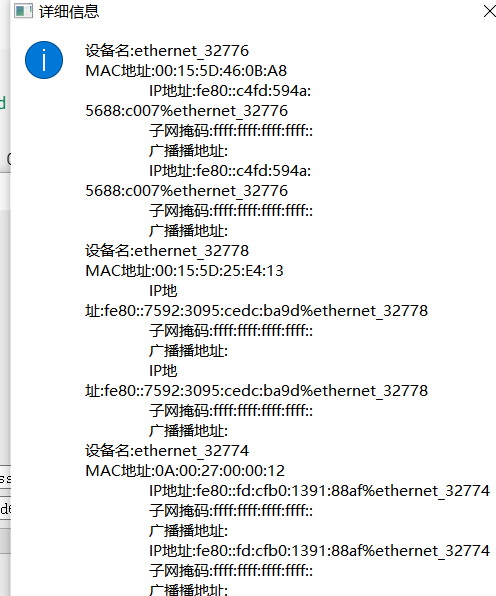 详细信息
设备名:ethernet_32776
MAC地址:00:15:5D:46:0B:A8
IP地址:fe80::c4fd:594a:
5688:c007%ethernet_32776
子网掩码:ffff:ffff:ffff:ffff::
广播播地址:
IP地址:fe80::c4fd:594a:
5688:c007%ethernet_32776
子网掩码:ffff:ffff:ffff:ffff::
广播播地址:
设备名:ethernet_32778
MAC地址:00:15:5D:25:E4:13
IP地
址:fe80::7592:3095:cedc:ba9d%ethernet_32778
子网掩码:ffff:ffff:ffff:ffff::
广播播地址:
IP地
址:fe80::7592:3095:cedc:ba9d%ethernet_32778
子网掩码:ffff:ffff:ffff:ffff::
广播播地址:
设备名:ethernet_32774
MAC地址:0A:00:27:00:00:12
IP地址:fe80::fd:cfb0:1391:88af%ethernet_32774
子网掩码:ffff:ffff:ffff:ffff::
广播播地址:
IP地址:fe80::fd:cfb0:1391:88af%ethernet_32774
子网掩码:ffff:ffff:ffff:ffff::
广播播地址: